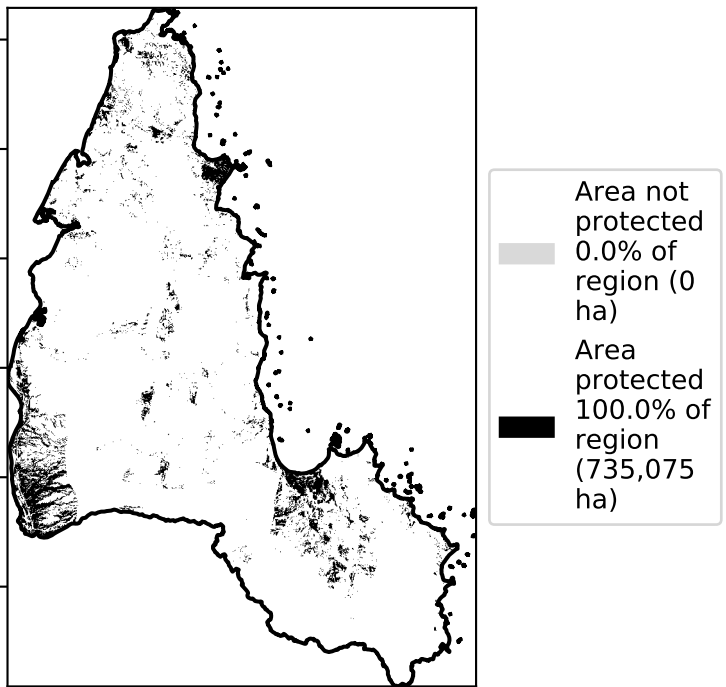 Area not
protected
0.0% of
region (0
ha)
Area
protected
100.0% of
region
(735,075
ha)